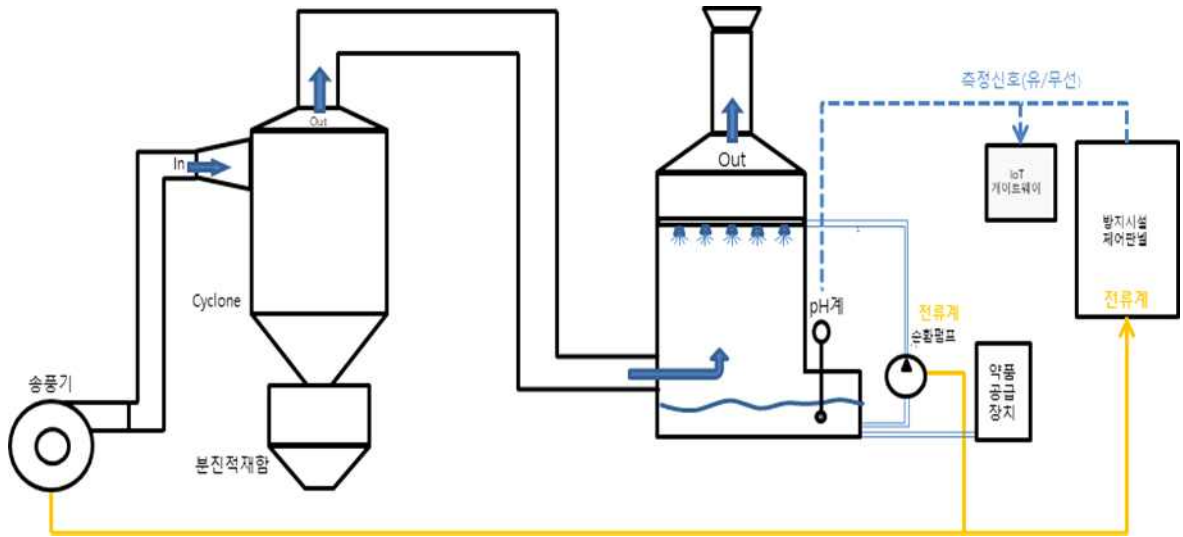 측정신호(유/무선)
Out
In
Out
IoT
게이트웨이
방지시설
제어판넬
Cyclone
pH계
전류계
순환펌프
전류계
송풍기
약품
공급
장치
분진적재함